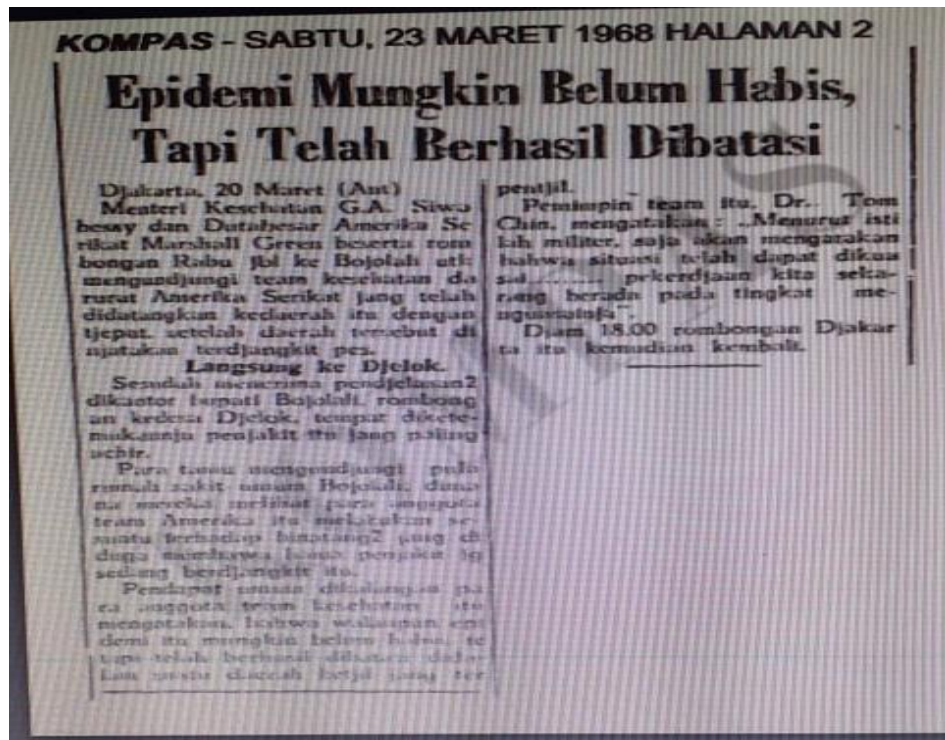 KOMPAS - SABTU, 23 MARET 1968 HALAMAN 2
Epidemi Mungkin Belum Habis,
Tapi Telah Berhasil Dibatasi
Djakarta, 20 Maret (Ant)
Menteri Kesehatan G.A. Siwa
bessy dan Dutabesar Amerika Se
rikat Marshall Green beserta rom
bongan Rabu jbl ke Bojolali utk
mengundjungi team kesehatan da
rurat Amerika Serikat jang telah
didatangkan kedaerah itu dengan
tjepat, setelah daerah tersebut di
njatakan terdjangkit pes.
Langsung ke Djelok.
Sesudah menerima pendjelasan2
dikantor bupati Bojolali, rombong
an kedesa Djelok, tempat dikete-
mukannja penjakit itu jang paling
achir.
Para tamu mengundjungi pula
rumah sakit umum Bojolali, dima
na mereka melihat para anggota
team Amerika itu melakukan se-
suatu terhadap binatang2 jang di
duga membawa penjakit jg
sedang berdjangkit itu.
Pendapat umum dikalangan pa
ra anggota team kesehatan itu
mengatakan, bahwa walaupun epi
demi itu mungkin belum habis, te
tapi telah berhasil dibatasi
suatu daerah ketjil jang ter
pentjil.
Pemimpin team itu, Dr. Tom
Chin, mengatakan: "Menurut isti
lah militer, saja akan mengatakan
bahwa situasi telah dapat dikua
sai......... pekerdjaan kita seka-
rang berada pada tingkat me-
nguasainja".
Djam 18.00 rombongan Djakar
ta itu kemudian kembali.